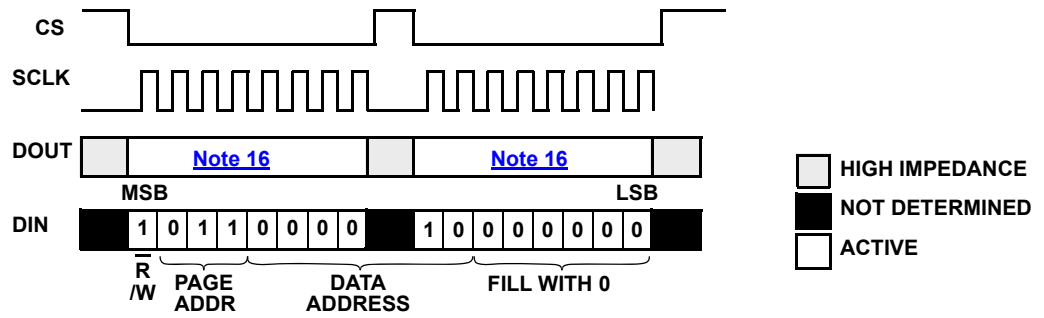 CS
SCLK
DOUT Note 16 Note 16
MSB LSB
DIN 1 0 1 1 0 0 0 0 1 0 0 0 0 0 0 0
R
/W
PAGE
ADDR
DATA
ADDRESS
FILL WITH 0
HIGH IMPEDANCE
NOT DETERMINED
ACTIVE